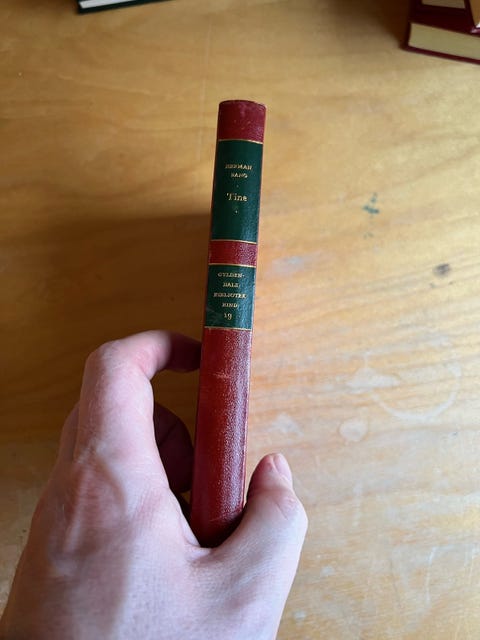 HERMAN
BANG
Tine
GYLDEN-
DALS
BIBLIOTEK
BIND
19